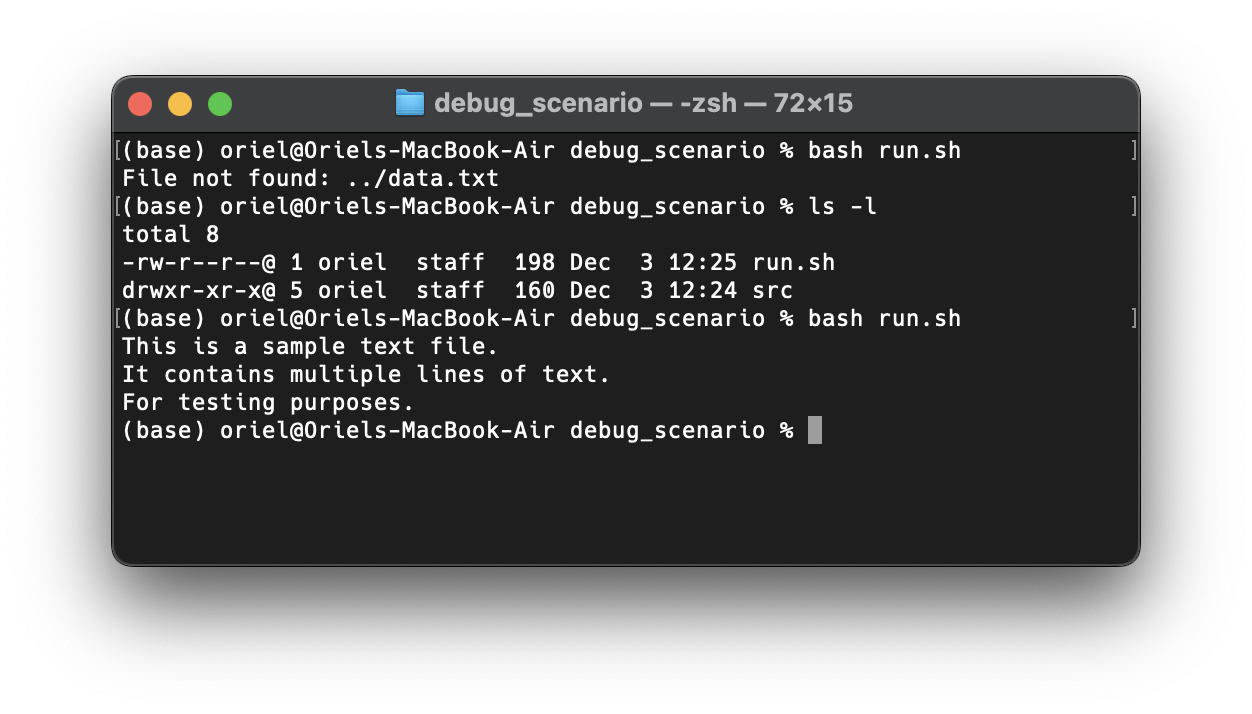 debug_scenario — -zsh — 72×15
[(base) oriel@Oriels-MacBook-Air debug_scenario % bash run.sh ]
File not found: ../data.txt
[(base) oriel@Oriels-MacBook-Air debug_scenario % ls -l ]
total 8
-rw-r--r--@ 1 oriel  staff  198 Dec  3 12:25 run.sh
drwxr-xr-x@ 5 oriel  staff  160 Dec  3 12:24 src
[(base) oriel@Oriels-MacBook-Air debug_scenario % bash run.sh ]
This is a sample text file.
It contains multiple lines of text.
For testing purposes.
(base) oriel@Oriels-MacBook-Air debug_scenario %